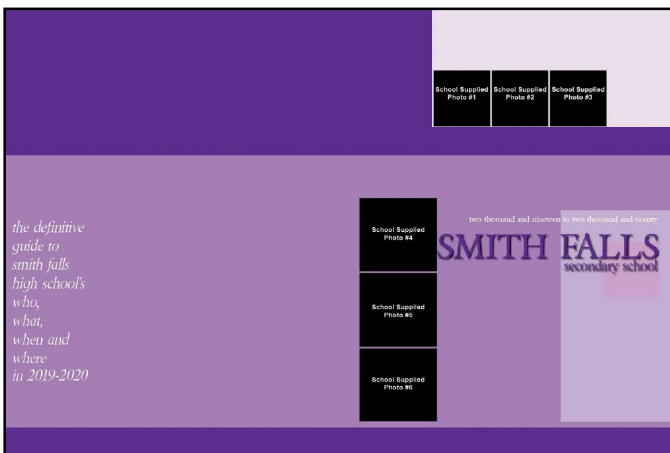 School Supplied
Photo #1
School Supplied
Photo #2
School Supplied
Photo #3
the definitive
guide to
smith falls
high school's
who,
what,
when and
where
in 2019-2020
School Supplied
Photo #4
School Supplied
Photo #5
School Supplied
Photo #6
two thousand and nineteen to two thousand and twenty
SMITH FALLS
secondary school